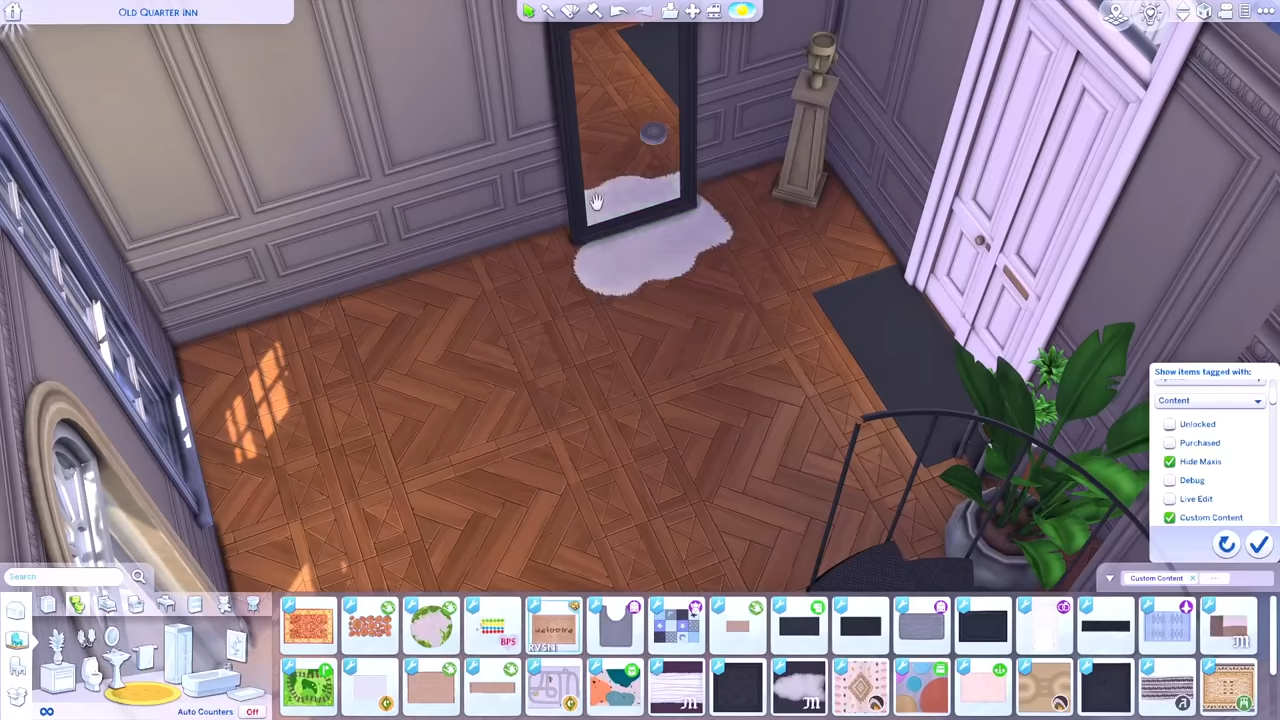 OLD QUARTER INN
Show items tagged with:
Content
Unlocked
Purchased
Hide Maxis
Debug
Live Edit
Custom Content
Search
Custom Content
BPS
welcome
RVSN
Auto Counters
Off